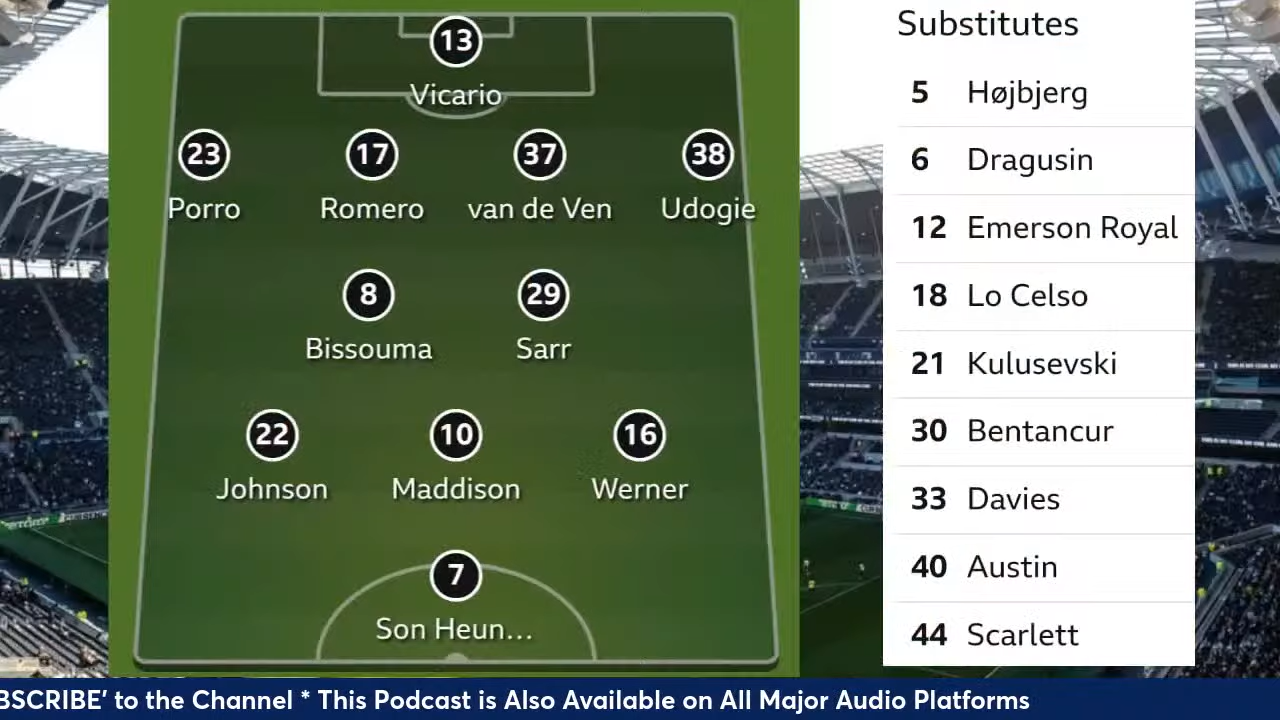 13
Vicario
23
Porro
17
Romero
37
van de Ven
38
Udogie
8
Bissouma
29
Sarr
22
Johnson
10
Maddison
16
Werner
7
Son Heun...
Substitutes
5 Højbjerg
6 Dragusin
12 Emerson Royal
18 Lo Celso
21 Kulusevski
30 Bentancur
33 Davies
40 Austin
44 Scarlett
BSCRIBE' to the Channel * This Podcast is Also Available on All Major Audio Platforms